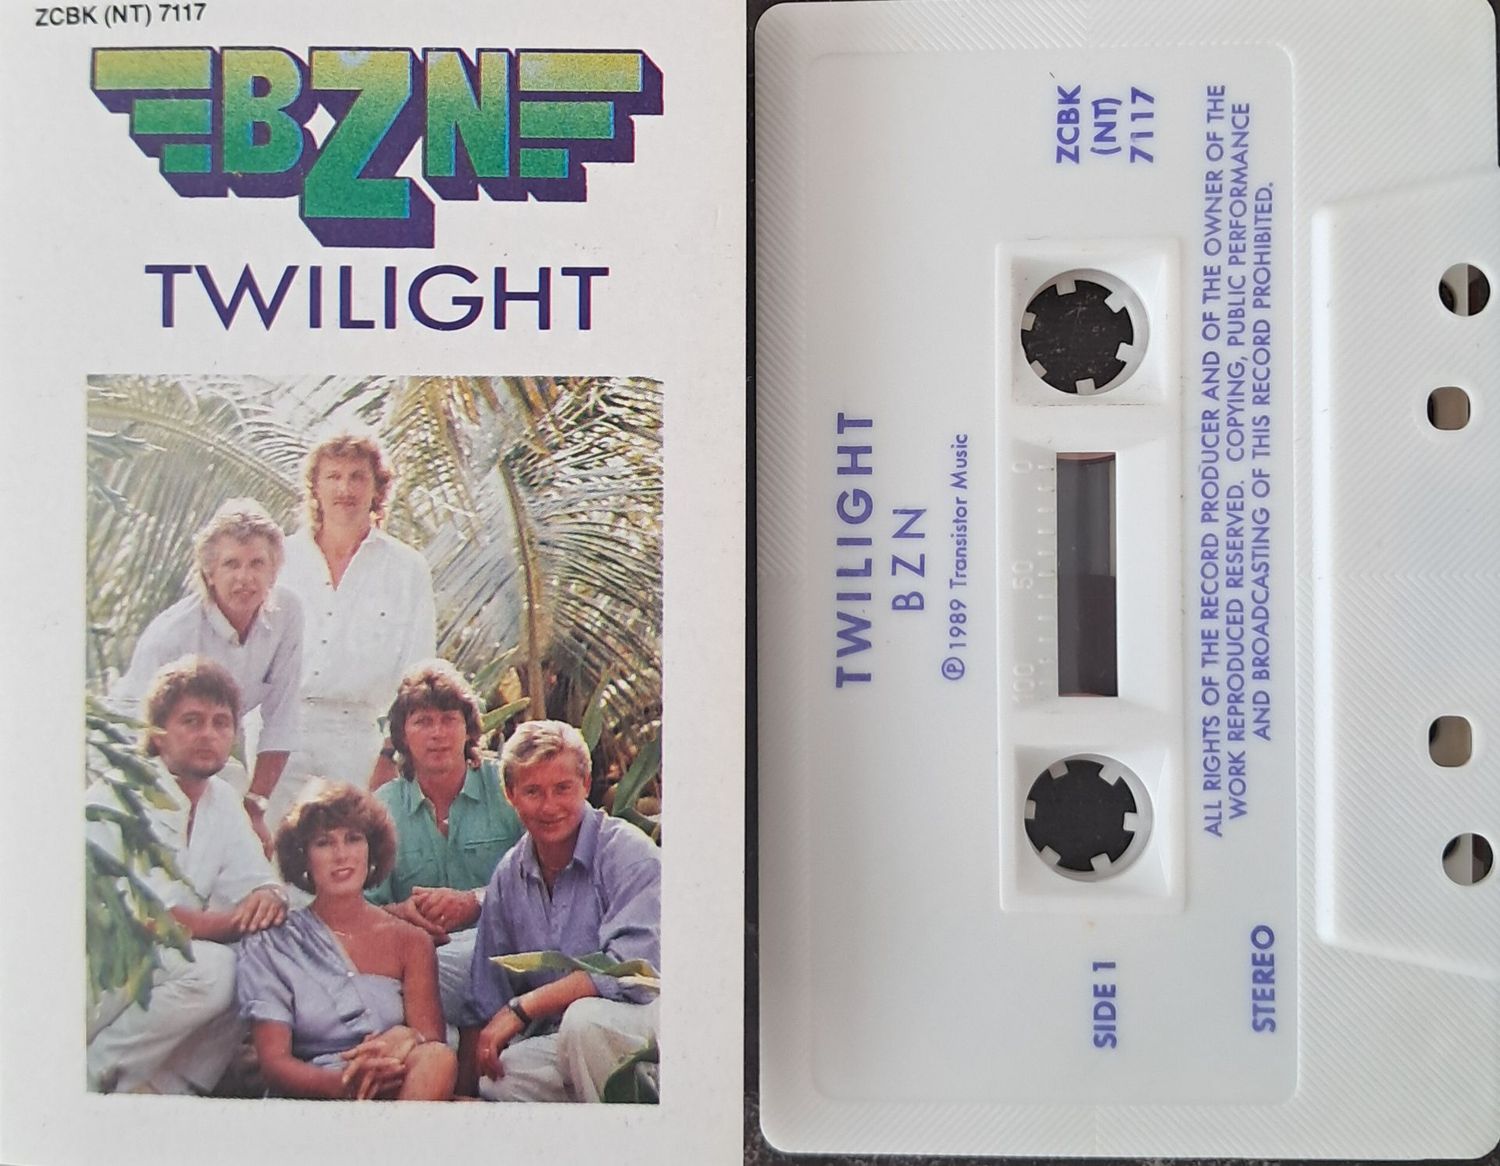 ZCBK (NT) 7117
BZN
TWILIGHT
TWILIGHT
BZN
Ⓟ 1989 Transistor Music
100 50 0
ZCBK
(NT)
7117
SIDE 1
STEREO
ALL RIGHTS OF THE RECORD PRODUCER AND OF THE OWNER OF THE
WORK REPRODUCED RESERVED. COPYING, PUBLIC PERFORMANCE
AND BROADCASTING OF THIS RECORD PROHIBITED.